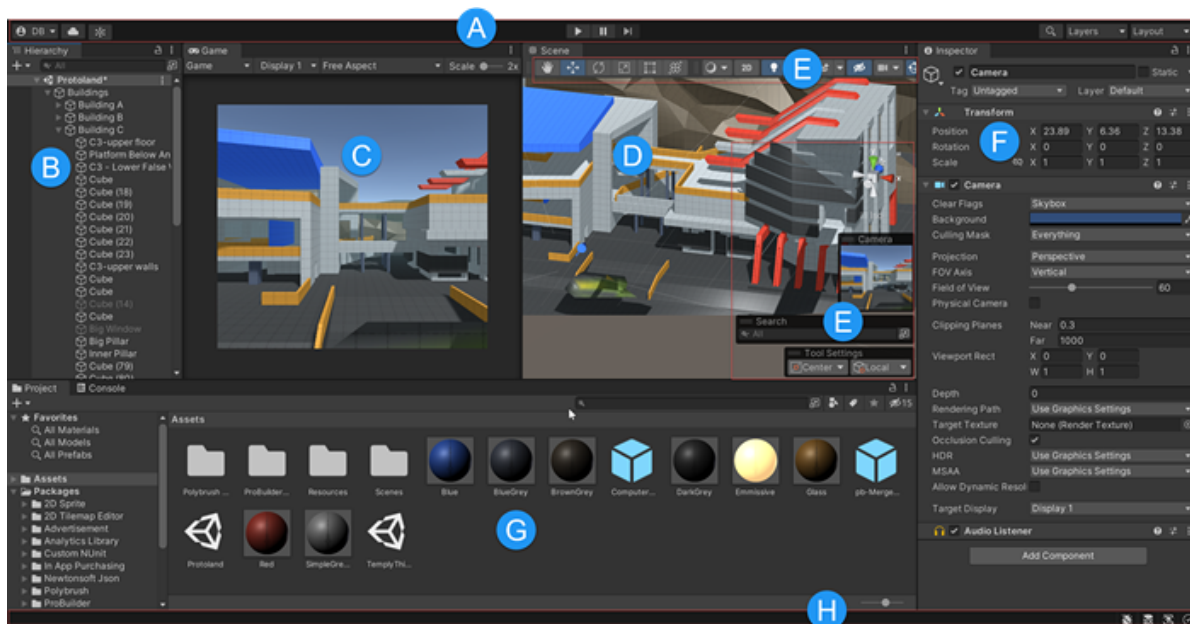 A
DB
Layers
Layout
Hierarchy
All
Protoland*
Buildings
Building A
Building B
Building C
C3-upper floor
Platform Below An
C3 - Lower False
Cube
Cube (18)
Cube (19)
Cube (20)
Cube (21)
Cube (22)
Cube (23)
C3-upper walls
Cube
Cube
Cube (14)
Cube
Big Window
Big Pillar
Inner Pillar
Cube (79)
Cube (80)
B
Game
Game
Display 1
Free Aspect
Scale
2x
C
Scene
2D
E
D
Camera
Search
All
E
Tool Settings
Center
Local
Inspector
Camera
Static
Tag Untagged
Layer Default
Transform
F
Position X 23.89 Y 6.36 Z 13.38
Rotation X 0 Y 0 Z 0
Scale X 1 Y 1 Z 1
Camera
Clear Flags Skybox
Background
Culling Mask Everything
Projection Perspective
FOV Axis Vertical
Field of View 60
Physical Camera
Clipping Planes Near 0.3
Far 1000
Viewport Rect X 0 Y 0
W 1 H 1
Depth 0
Rendering Path Use Graphics Settings
Target Texture None (Render Texture)
Occlusion Culling
HDR Use Graphics Settings
MSAA Use Graphics Settings
Allow Dynamic Resol
Target Display Display 1
Audio Listener
Add Component
Project
Console
15
Favorites
All Materials
All Models
All Prefabs
Assets
Packages
2D Sprite
2D Tilemap Editor
Advertisement
Analytics Library
Custom NUnit
In App Purchasing
Newtonsoft Json
Polybrush
ProBuilder
Assets
Polybrush ...
ProBuilder...
Resources
Scenes
Blue
BlueGrey
BrownGrey
Computer...
DarkGrey
Emmissive
Glass
pb-Merge...
G
Protoland
Red
SimpleGre...
TemplyThi...
H